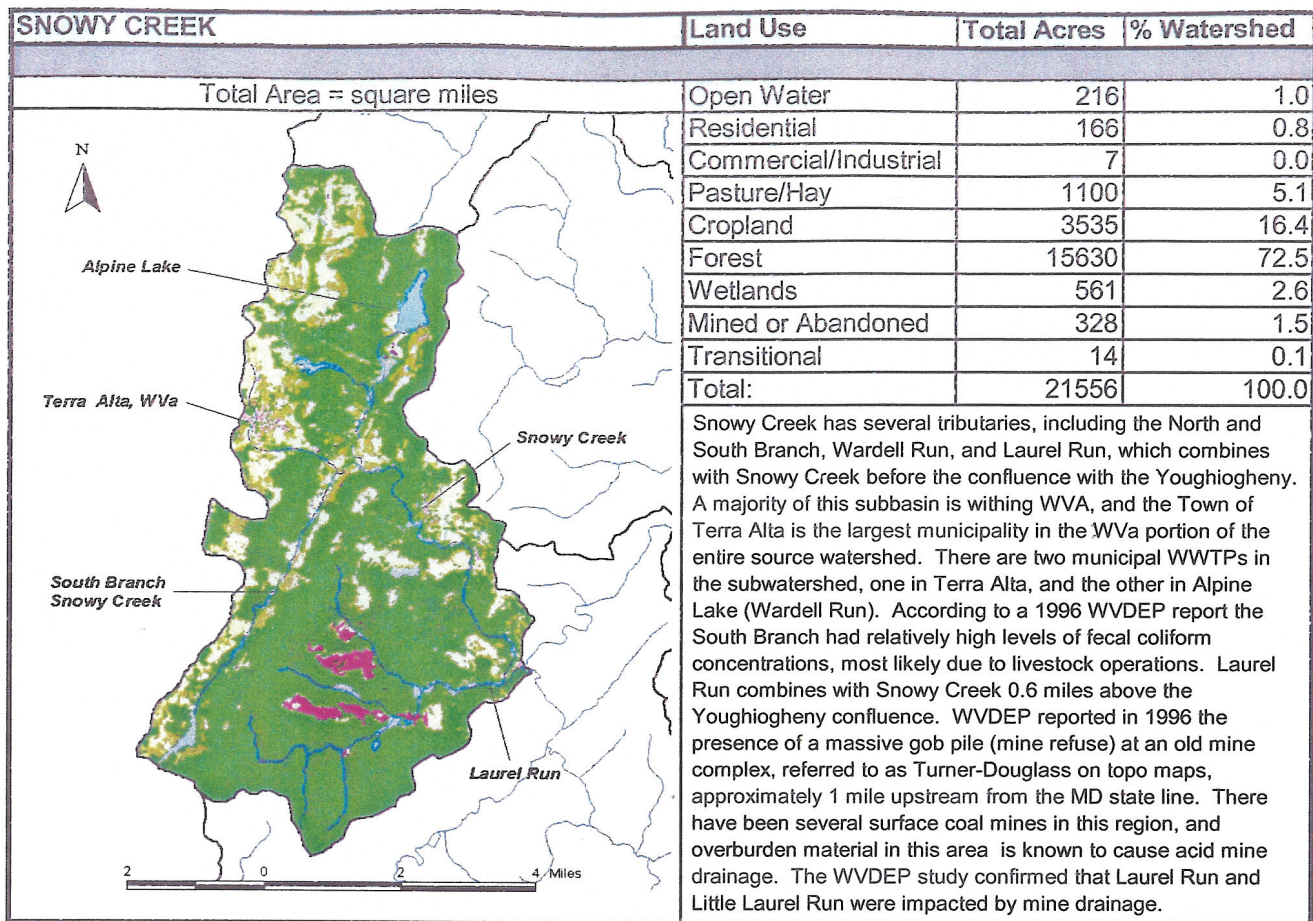 SNOWY CREEK
Land Use Total Acres % Watershed
Total Area = square miles
Open Water 216 1.0
Residential 166 0.8
Commercial/Industrial 7 0.0
Pasture/Hay 1100 5.1
Cropland 3535 16.4
Forest 15630 72.5
Wetlands 561 2.6
Mined or Abandoned 328 1.5
Transitional 14 0.1
Total: 21556 100.0
N
Alpine Lake
Terra Alta, WVa
Snowy Creek
South Branch
Snowy Creek
Laurel Run
2 0 2 4 Miles
Snowy Creek has several tributaries, including the North and
South Branch, Wardell Run, and Laurel Run, which combines
with Snowy Creek before the confluence with the Youghiogheny.
A majority of this subbasin is withing WVA, and the Town of
Terra Alta is the largest municipality in the WVa portion of the
entire source watershed. There are two municipal WWTPs in
the subwatershed, one in Terra Alta, and the other in Alpine
Lake (Wardell Run). According to a 1996 WVDEP report the
South Branch had relatively high levels of fecal coliform
concentrations, most likely due to livestock operations. Laurel
Run combines with Snowy Creek 0.6 miles above the
Youghiogheny confluence. WVDEP reported in 1996 the
presence of a massive gob pile (mine refuse) at an old mine
complex, referred to as Turner-Douglass on topo maps,
approximately 1 mile upstream from the MD state line. There
have been several surface coal mines in this region, and
overburden material in this area is known to cause acid mine
drainage. The WVDEP study confirmed that Laurel Run and
Little Laurel Run were impacted by mine drainage.